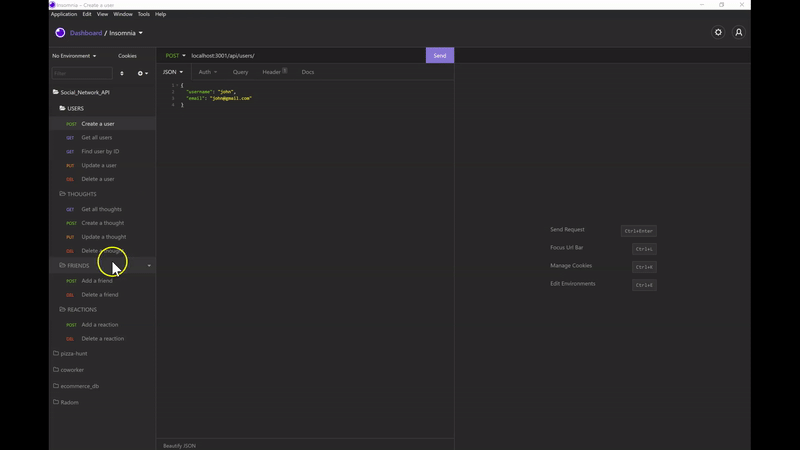 Insomnia – Create a user
Application Edit View Window Tools Help
Dashboard / Insomnia
No Environment Cookies
Filter
Social_Network_API
USERS
POST Create a user
GET Get all users
GET Find user by ID
PUT Update a user
DEL Delete a user
THOUGHTS
GET Get all thoughts
POST Create a thought
PUT Update a thought
DEL Delete a thought
FRIENDS
POST Add a friend
DEL Delete a friend
REACTIONS
POST Add a reaction
DEL Delete a reaction
pizza-hunt
coworker
ecommerce_db
Radom
POST localhost:3001/api/users/ Send
JSON Auth Query Header 1 Docs
1 {
2 "username": "john",
3 "email": "john@gmail.com"
4 }
Beautify JSON
Send Request Ctrl+Enter
Focus Url Bar Ctrl+L
Manage Cookies Ctrl+K
Edit Environments Ctrl+E